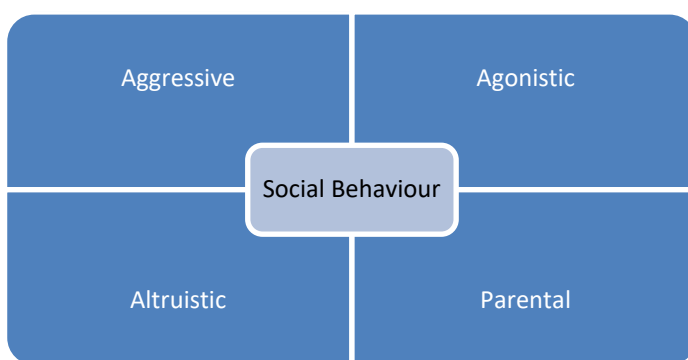 Aggressive
Agonistic
Social Behaviour
Altruistic
Parental